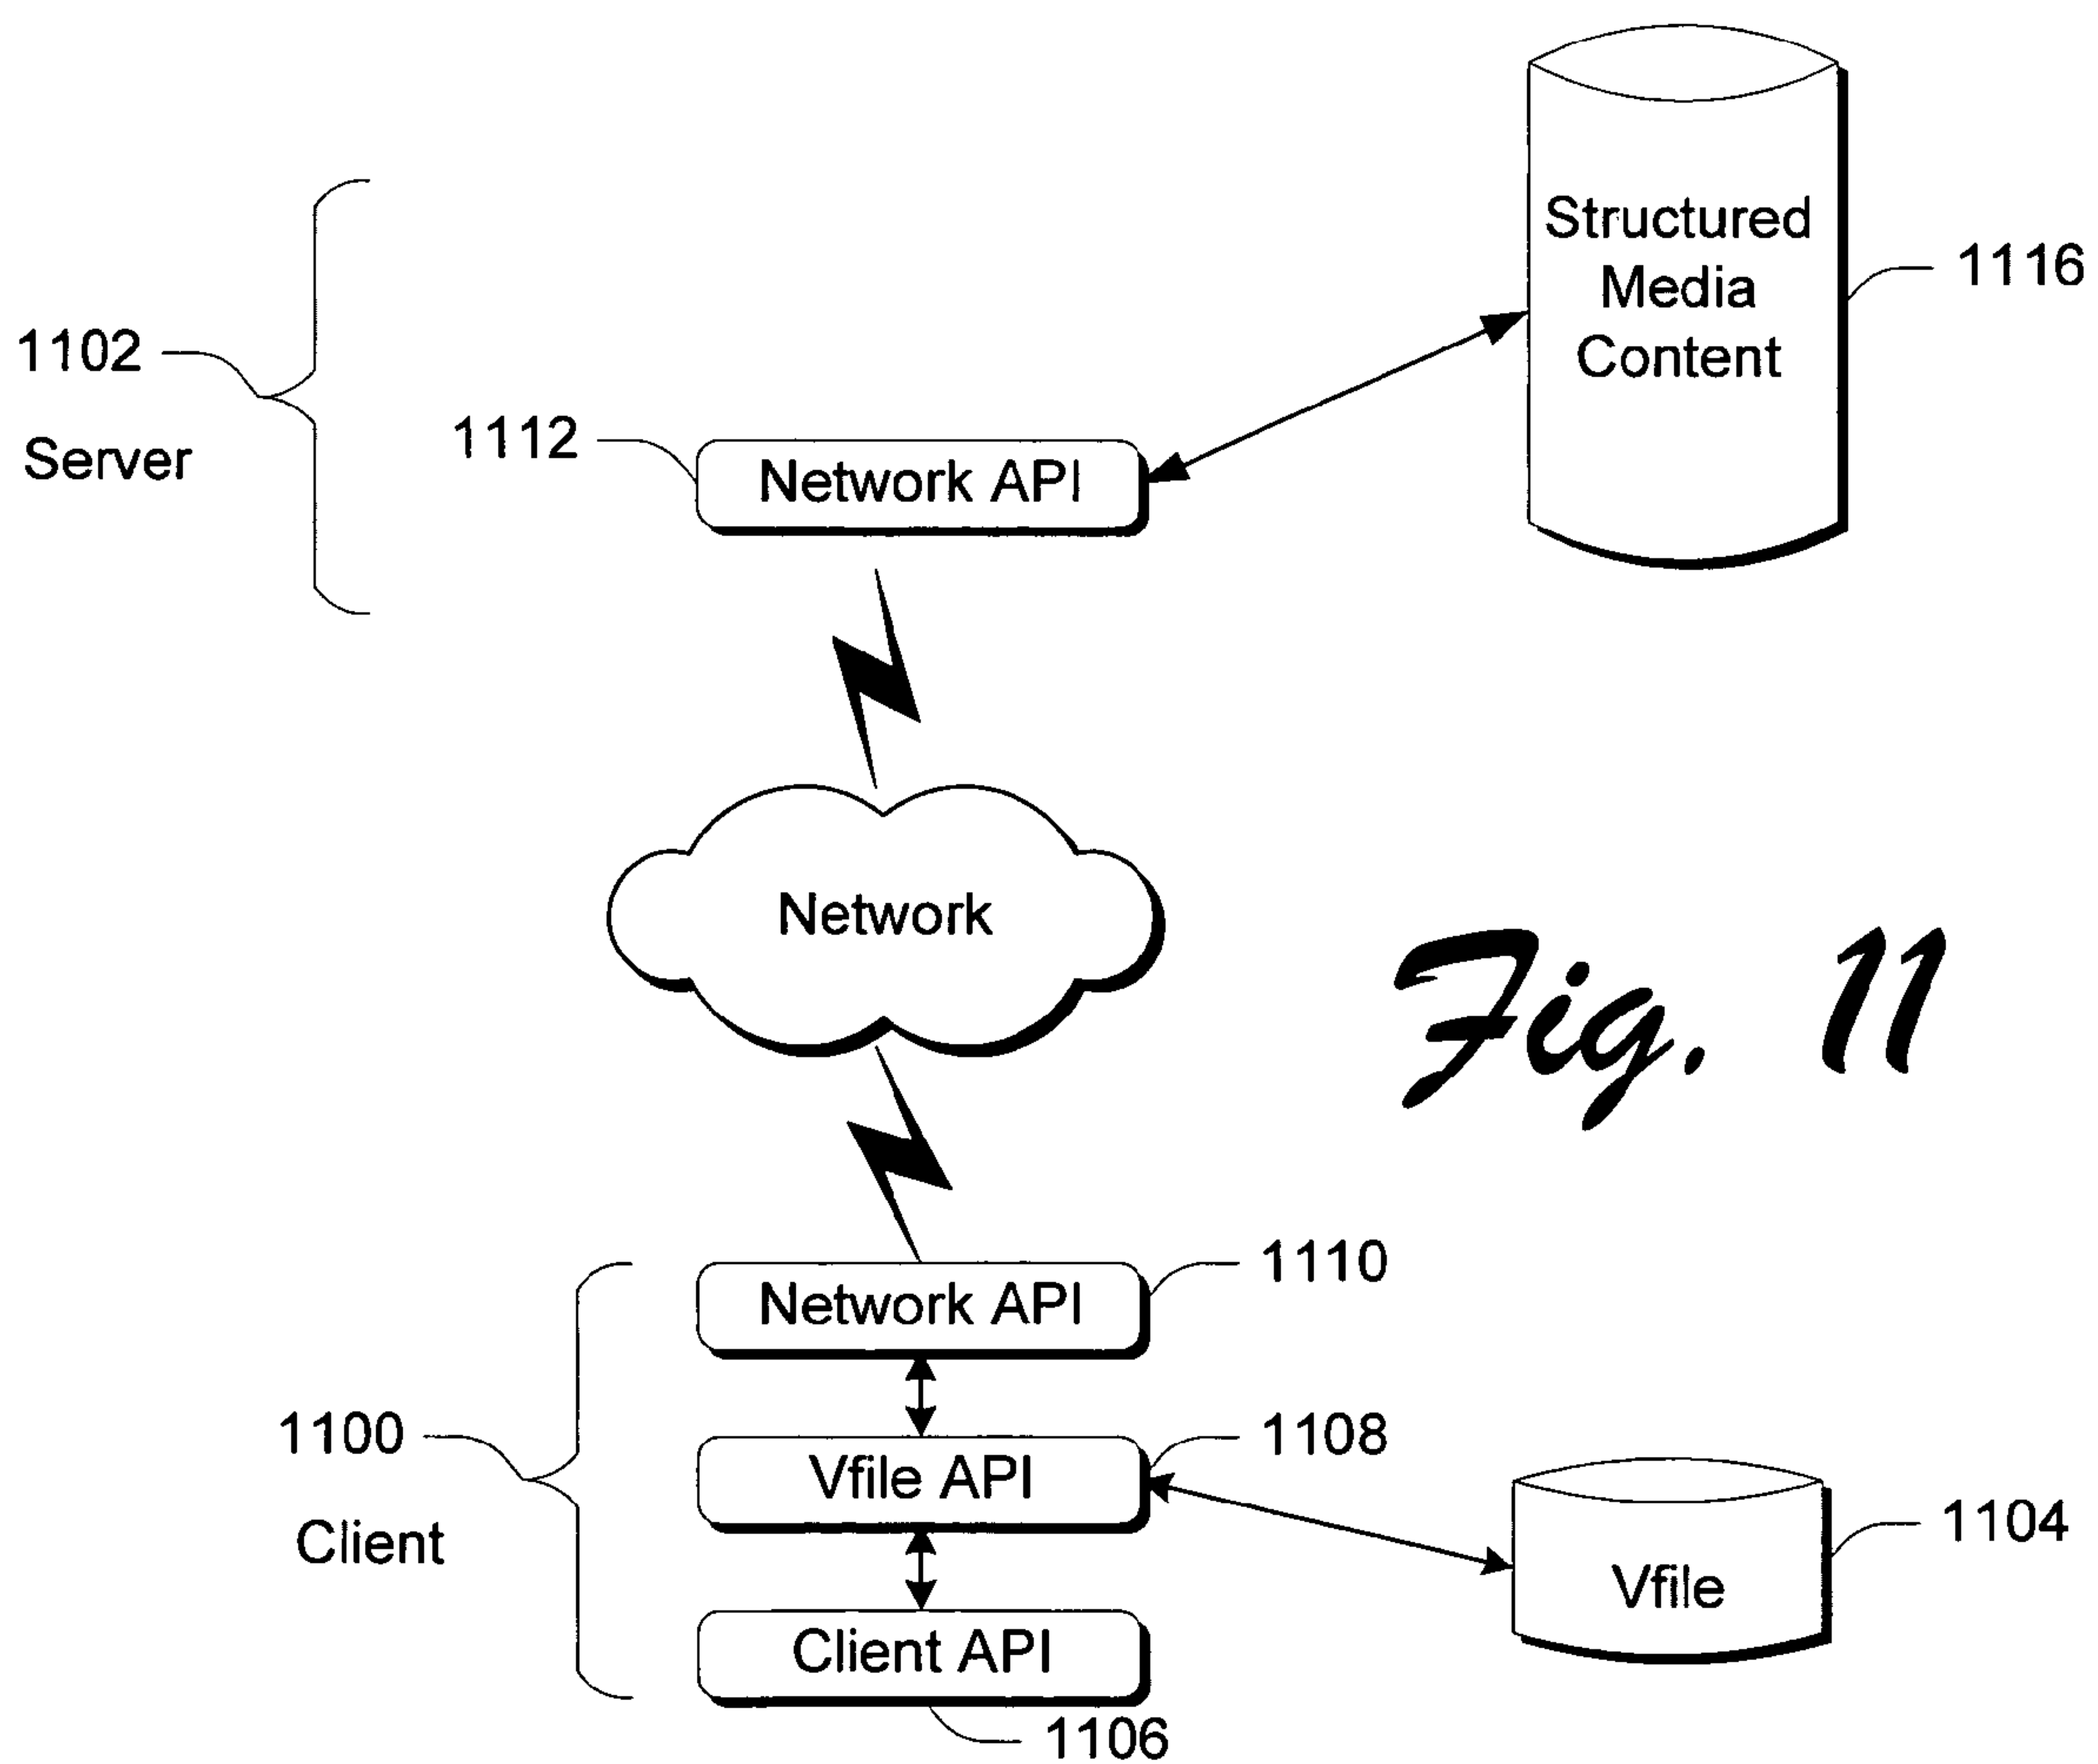 Structured
Media
Content
1116
1102
Server
1112
Network API
Network
Fig. 11
Network API
1110
1100
Client
Vfile API
1108
Vfile
1104
Client API
1106